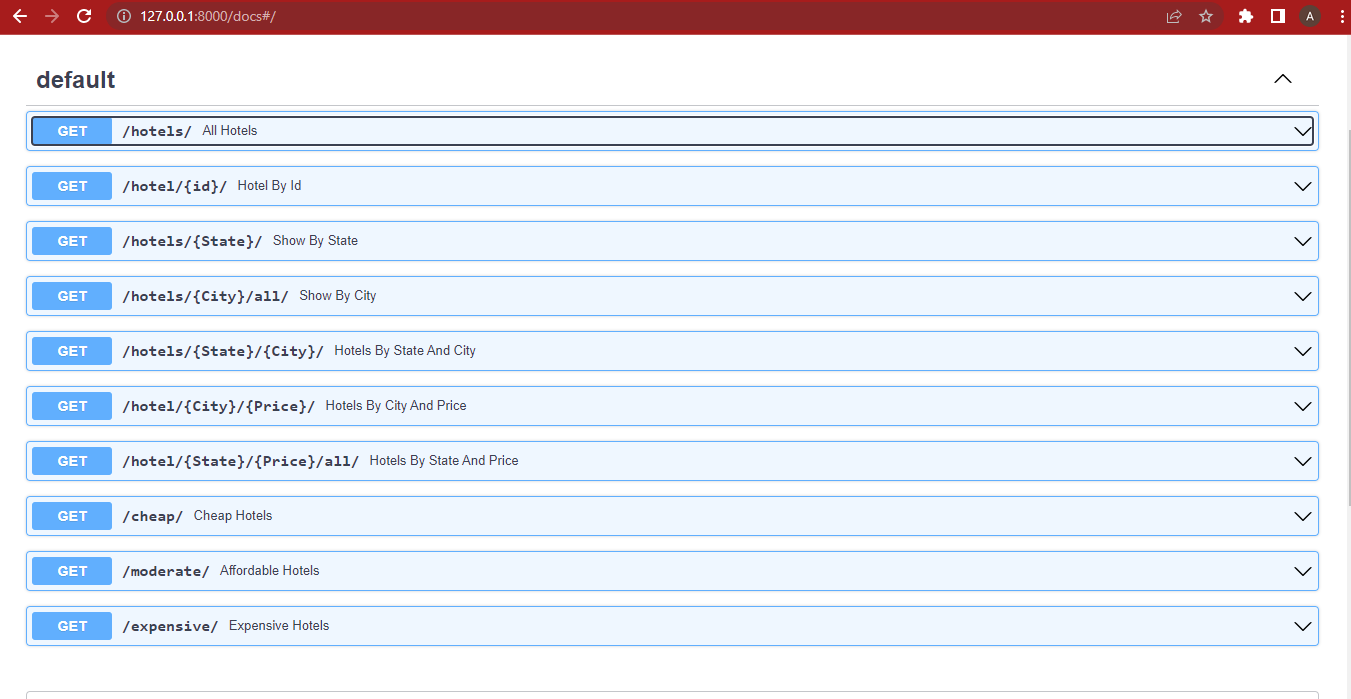 127.0.0.1:8000/docs#/
A
default
GET /hotels/ All Hotels
GET /hotel/{id}/ Hotel By Id
GET /hotels/{State}/ Show By State
GET /hotels/{City}/all/ Show By City
GET /hotels/{State}/{City}/ Hotels By State And City
GET /hotel/{City}/{Price}/ Hotels By City And Price
GET /hotel/{State}/{Price}/all/ Hotels By State And Price
GET /cheap/ Cheap Hotels
GET /moderate/ Affordable Hotels
GET /expensive/ Expensive Hotels